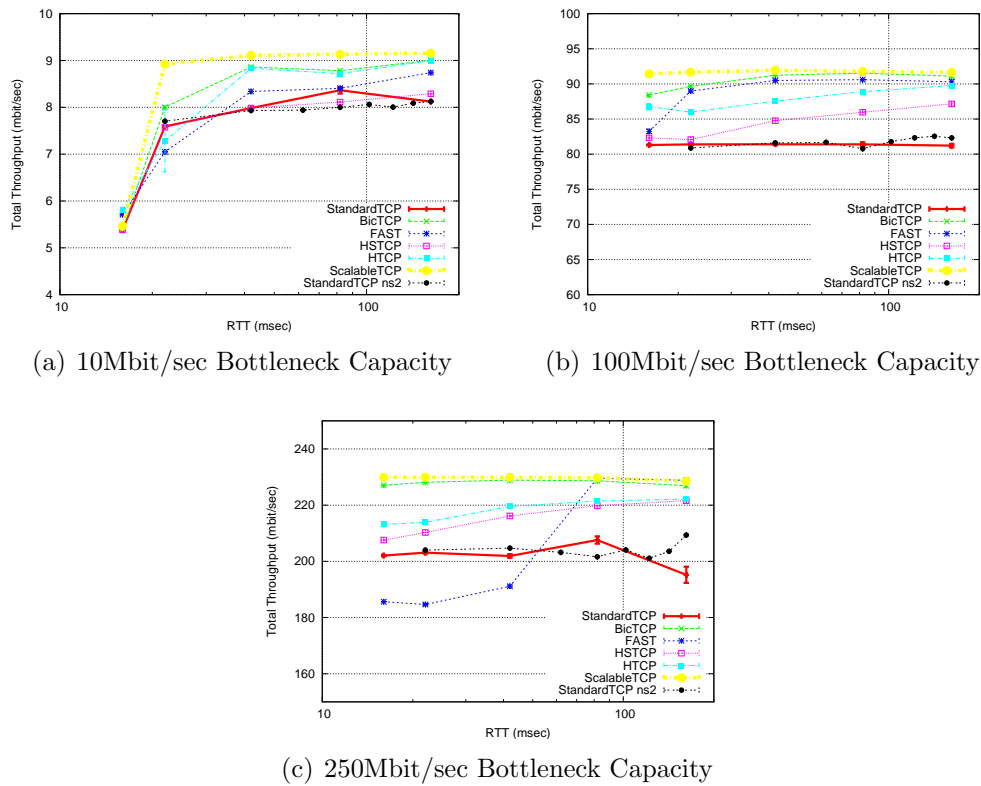 10
9
8
7
6
5
4
10
100
Total Throughput (mbit/sec)
RTT (msec)
StandardTCP
BicTCP
FAST
HSTCP
HTCP
ScalableTCP
StandardTCP ns2
(a) 10Mbit/sec Bottleneck Capacity
100
95
90
85
80
75
70
65
60
10
100
Total Throughput (mbit/sec)
RTT (msec)
StandardTCP
BicTCP
FAST
HSTCP
HTCP
ScalableTCP
StandardTCP ns2
(b) 100Mbit/sec Bottleneck Capacity
240
220
200
180
160
10
100
Total Throughput (mbit/sec)
RTT (msec)
StandardTCP
BicTCP
FAST
HSTCP
HTCP
ScalableTCP
StandardTCP ns2
(c) 250Mbit/sec Bottleneck Capacity